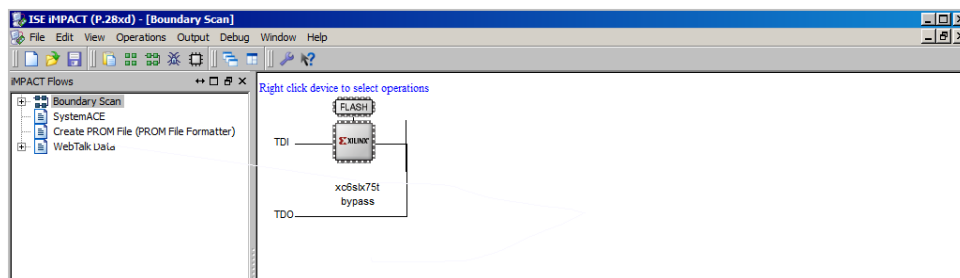 ISE iMPACT (P.28xd) - [Boundary Scan]
File Edit View Operations Output Debug Window Help
iMPACT Flows
Boundary Scan
SystemACE
Create PROM File (PROM File Formatter)
WebTalk Data
Right click device to select operations
FLASH
TDI
XILINX
xc6slx75t
bypass
TDO